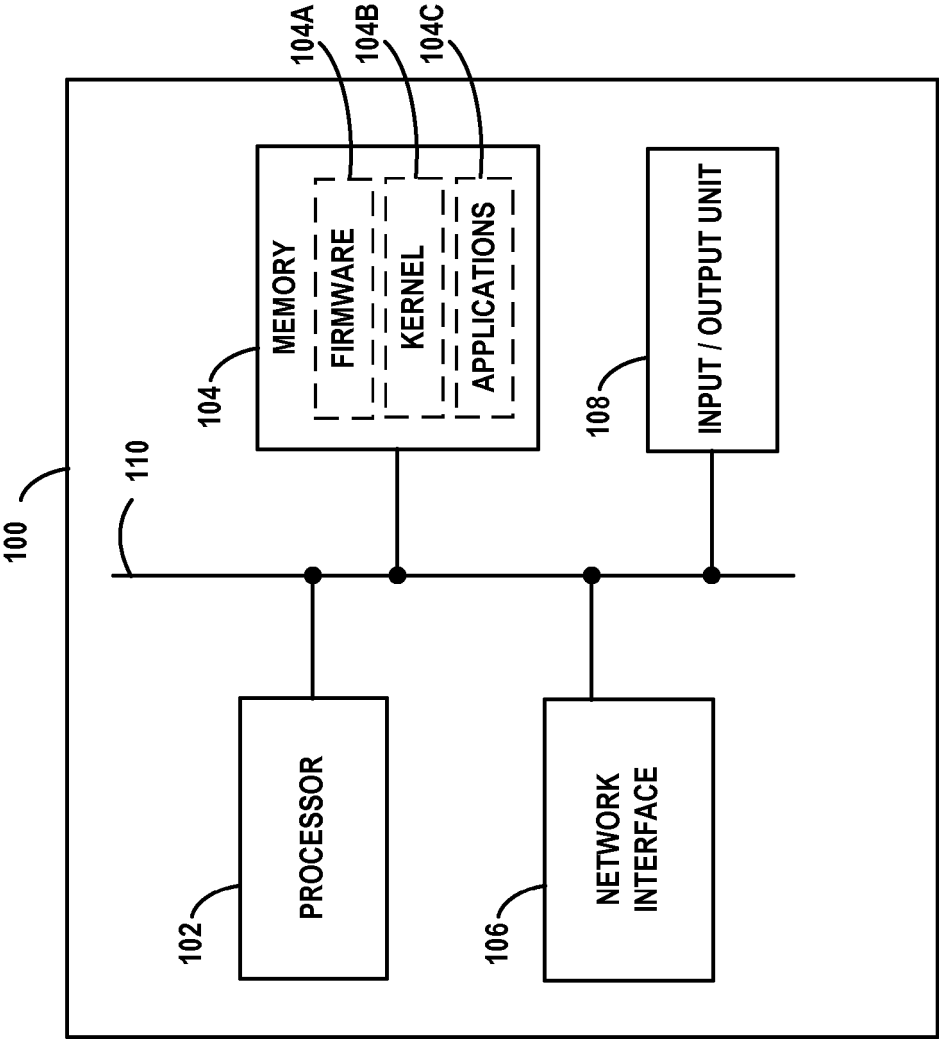 100
110
102
PROCESSOR
104
MEMORY
FIRMWARE
KERNEL
APPLICATIONS
104A
104B
104C
106
NETWORK
INTERFACE
108
INPUT / OUTPUT UNIT